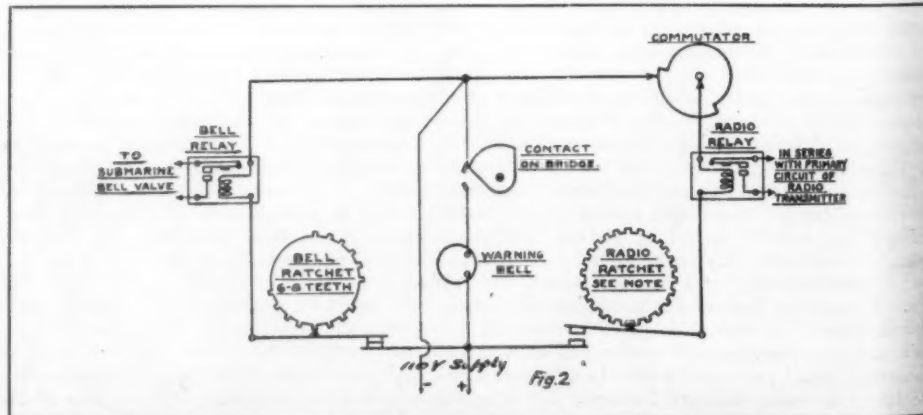 COMMUTATOR
BELL
RELAY
RADIO
RELAY
TO
SUBMARINE
BELL VALVE
CONTACT
ON BRIDGE.
IN SERIES
WITH PRIMARY
CIRCUIT OF
RADIO
TRANSMITTER
BELL
RATCHET
6-8 TEETH
WARNING
BELL
RADIO
RATCHET
SEE NOTE
110V Supply
- +
Fig.2